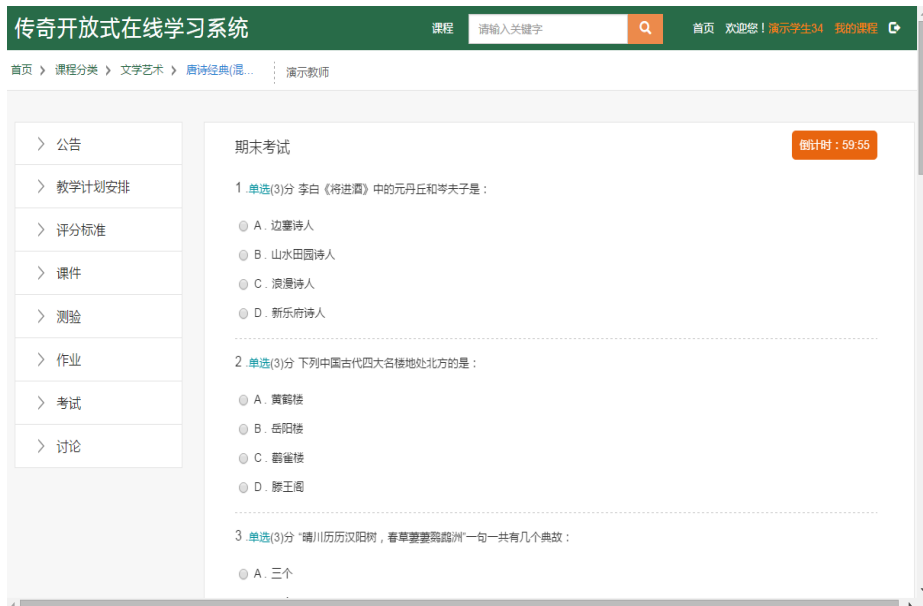 传奇开放式在线学习系统 课程 请输入关键字 首页 欢迎您！演示学生34 我的课程
首页 > 课程分类 > 文学艺术 > 唐诗经典(混... 演示教师
公告
教学计划安排
评分标准
课件
测验
作业
考试
讨论
期末考试 倒计时：59:55
1 .单选(3)分 李白《将进酒》中的元丹丘和岑夫子是：
A . 边塞诗人
B . 山水田园诗人
C . 浪漫诗人
D . 新乐府诗人
2 .单选(3)分 下列中国古代四大名楼地处北方的是：
A . 黄鹤楼
B . 岳阳楼
C . 鹳雀楼
D . 滕王阁
3 .单选(3)分 “晴川历历汉阳树，春草萋萋鹦鹉洲”一句一共有几个典故：
A . 三个